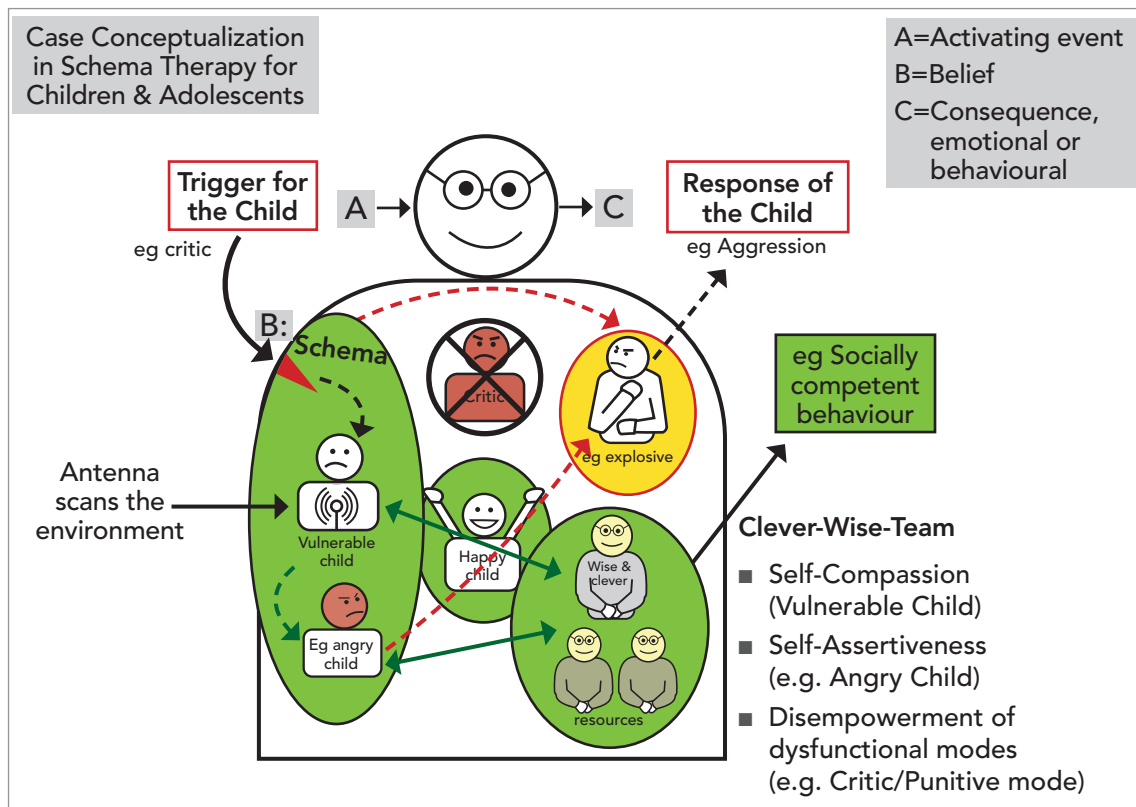 Case Conceptualization
in Schema Therapy for
Children & Adolescents
A=Activating event
B=Belief
C=Consequence,
emotional or
behavioural
Trigger for
the Child
eg critic
A
C
Response of
the Child
eg Aggression
B:
Schema
Critic
eg explosive
eg Socially
competent
behaviour
Antenna
scans the
environment
Vulnerable
child
Happy
child
Eg angry
child
Wise &
clever
resources
Clever-Wise-Team
■ Self-Compassion
(Vulnerable Child)
■ Self-Assertiveness
(e.g. Angry Child)
■ Disempowerment of
dysfunctional modes
(e.g. Critic/Punitive mode)